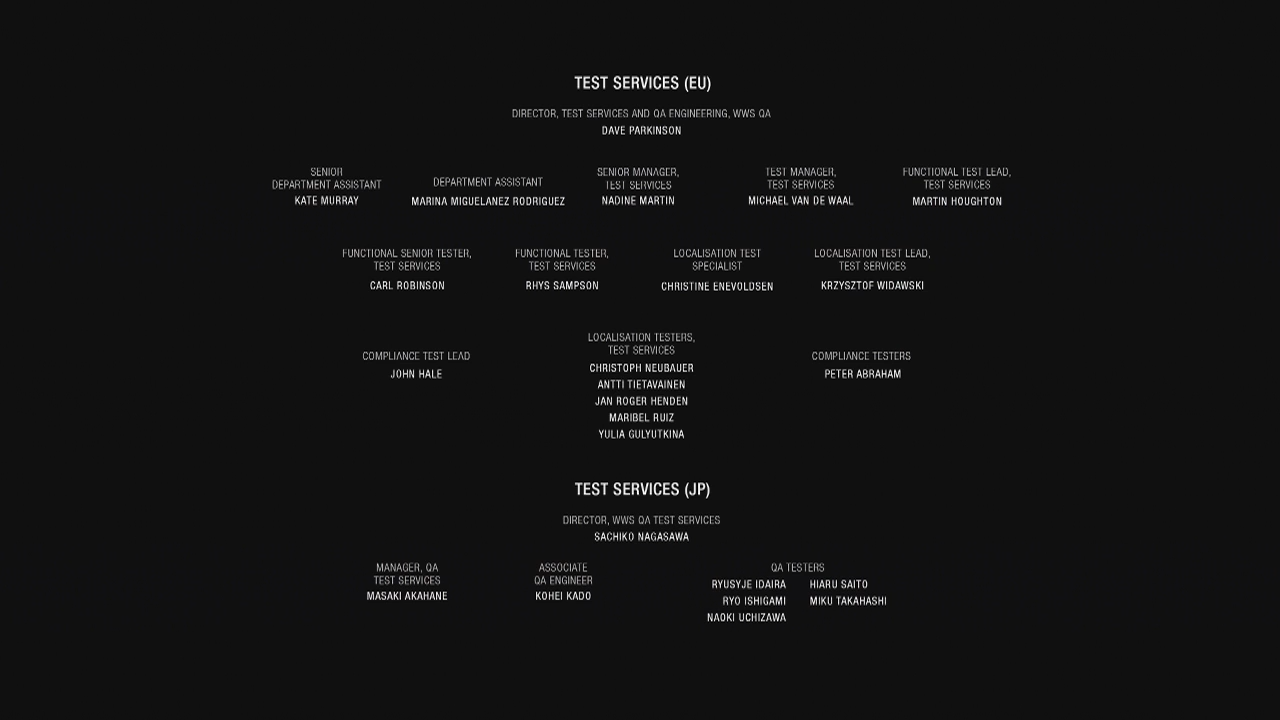 TEST SERVICES (EU)
DIRECTOR, TEST SERVICES AND QA ENGINEERING, WWS QA
DAVE PARKINSON
SENIOR
DEPARTMENT ASSISTANT
KATE MURRAY
DEPARTMENT ASSISTANT
MARINA MIGUELANEZ RODRIGUEZ
SENIOR MANAGER,
TEST SERVICES
NADINE MARTIN
TEST MANAGER,
TEST SERVICES
MICHAEL VAN DE WAAL
FUNCTIONAL TEST LEAD,
TEST SERVICES
MARTIN HOUGHTON
FUNCTIONAL SENIOR TESTER,
TEST SERVICES
CARL ROBINSON
FUNCTIONAL TESTER,
TEST SERVICES
RHYS SAMPSON
LOCALISATION TEST
SPECIALIST
CHRISTINE ENEVOLDSEN
LOCALISATION TEST LEAD,
TEST SERVICES
KRZYSZTOF WIDAWSKI
COMPLIANCE TEST LEAD
JOHN HALE
LOCALISATION TESTERS,
TEST SERVICES
CHRISTOPH NEUBAUER
ANTTI TIETAVAINEN
JAN ROGER HENDEN
MARIBEL RUIZ
YULIA GULYUTKINA
COMPLIANCE TESTERS
PETER ABRAHAM
TEST SERVICES (JP)
DIRECTOR, WWS QA TEST SERVICES
SACHIKO NAGASAWA
MANAGER, QA
TEST SERVICES
MASAKI AKAHANE
ASSOCIATE
QA ENGINEER
KOHEI KADO
QA TESTERS
RYUSYJE IDAIRA
RYO ISHIGAMI
NAOKI UCHIZAWA
HIARU SAITO
MIKU TAKAHASHI